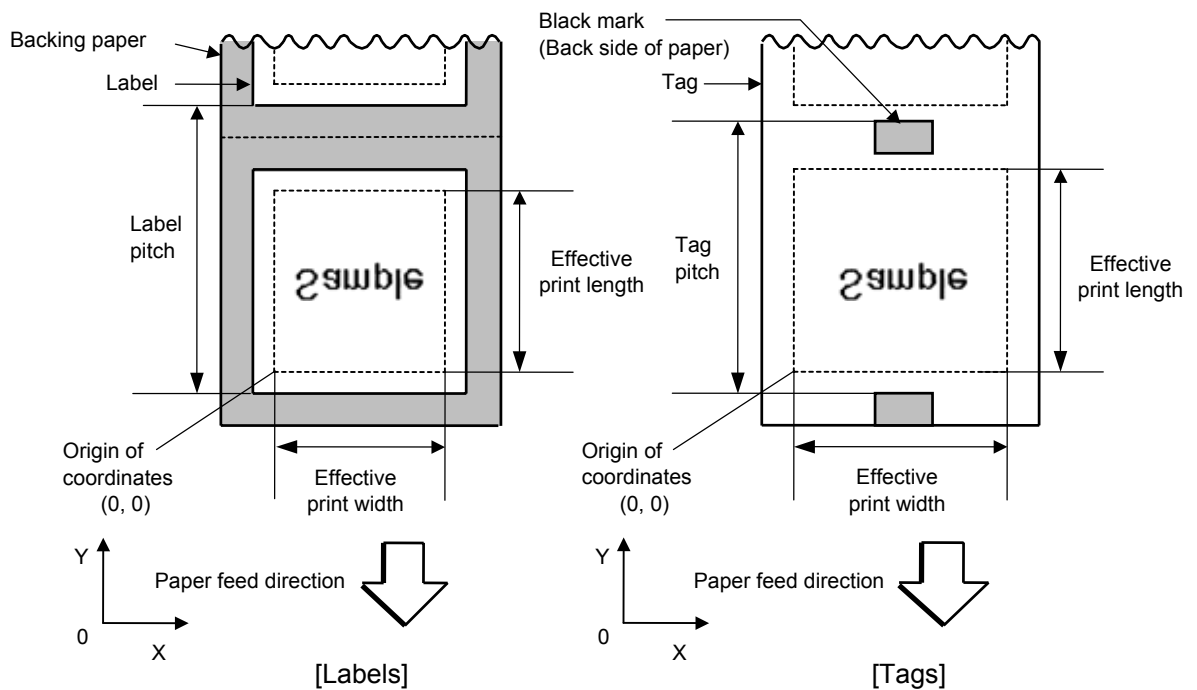 Backing paper
Label
Label
pitch
Sample
Effective
print length
Origin of
coordinates
(0, 0)
Effective
print width
Y
0
X
Paper feed direction
[Labels]
Black mark
(Back side of paper)
Tag
Tag
pitch
Sample
Effective
print length
Origin of
coordinates
(0, 0)
Effective
print width
Y
0
X
Paper feed direction
[Tags]